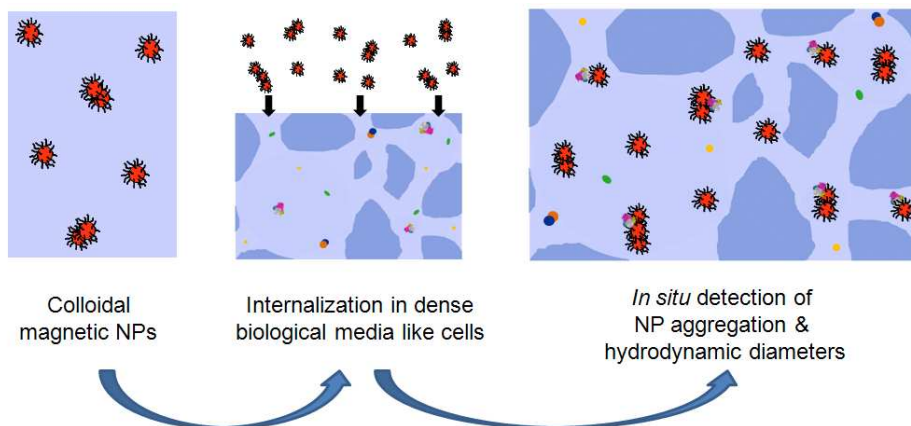 Colloidal
magnetic NPs
Internalization in dense
biological media like cells
In situ detection of
NP aggregation &
hydrodynamic diameters